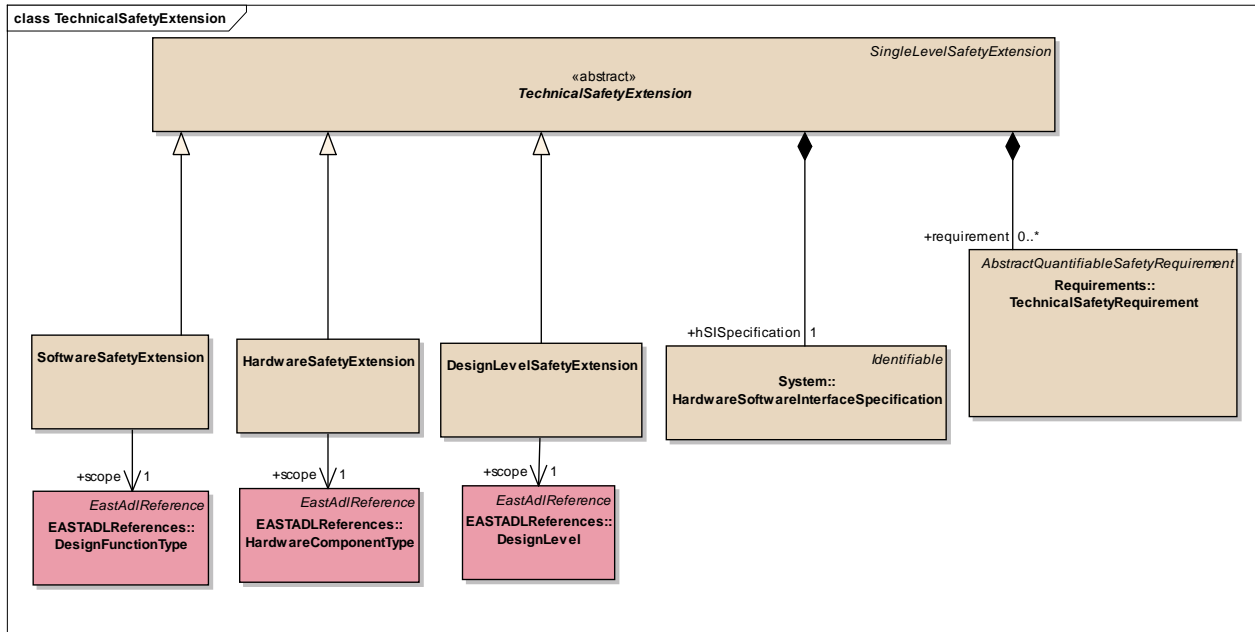 class TechnicalSafetyExtension
SingleLevelSafetyExtension
«abstract»
TechnicalSafetyExtension
+requirement 0..*
AbstractQuantifiableSafetyRequirement
Requirements::
TechnicalSafetyRequirement
SoftwareSafetyExtension
HardwareSafetyExtension
DesignLevelSafetyExtension
+hSISpecification 1
Identifiable
System::
HardwareSoftwareInterfaceSpecification
+scope 1
+scope 1
+scope 1
EastAdlReference
EASTADLReferences::
DesignFunctionType
EastAdlReference
EASTADLReferences::
HardwareComponentType
EastAdlReference
EASTADLReferences::
DesignLevel